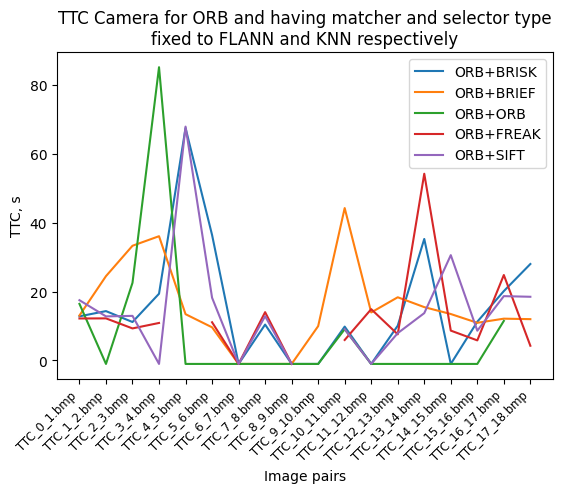 TTC Camera for ORB and having matcher and selector type
fixed to FLANN and KNN respectively
ORB+BRISK
ORB+BRIEF
ORB+ORB
ORB+FREAK
ORB+SIFT
TTC, s
80
60
40
20
0
TTC_0_1.bmp
TTC_1_2.bmp
TTC_2_3.bmp
TTC_3_4.bmp
TTC_4_5.bmp
TTC_5_6.bmp
TTC_6_7.bmp
TTC_7_8.bmp
TTC_8_9.bmp
TTC_9_10.bmp
TTC_10_11.bmp
TTC_11_12.bmp
TTC_12_13.bmp
TTC_13_14.bmp
TTC_14_15.bmp
TTC_15_16.bmp
TTC_16_17.bmp
TTC_17_18.bmp
Image pairs